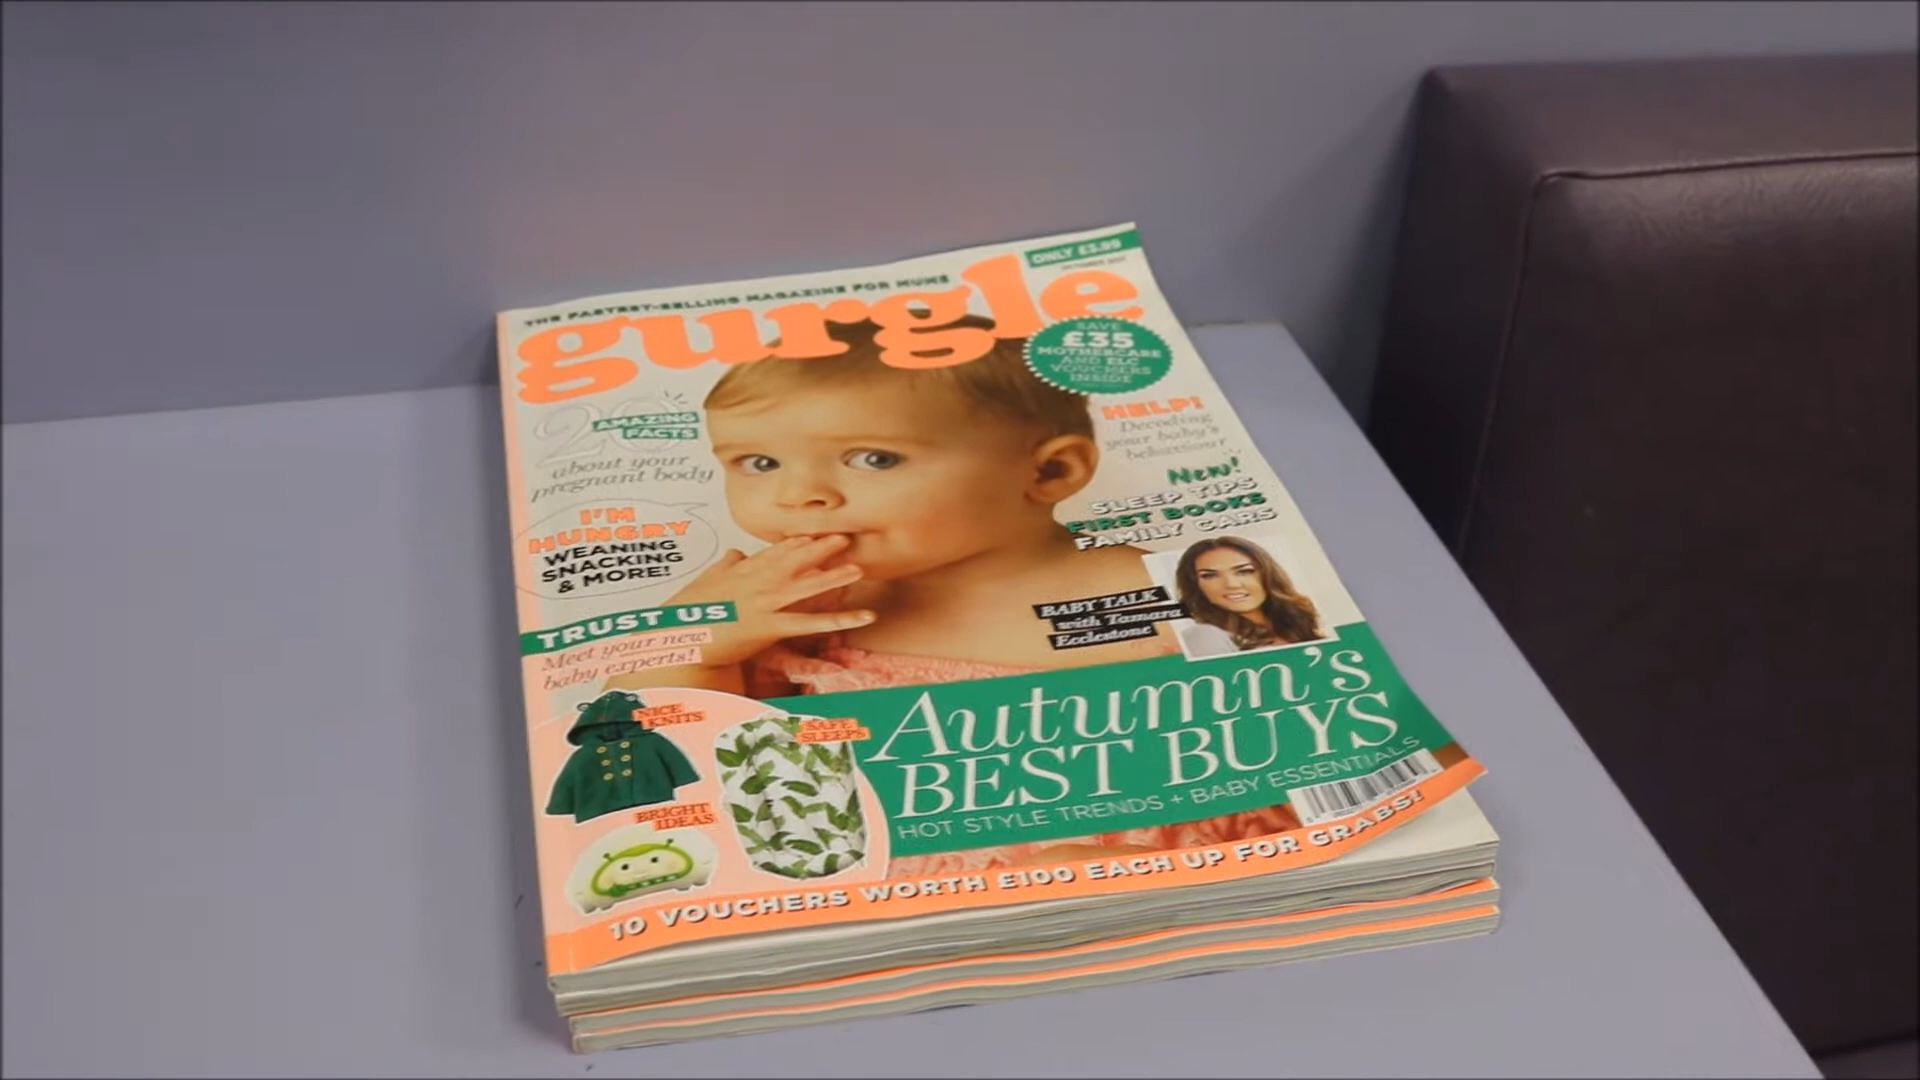 ONLY £3.99
THE FASTEST-SELLING MAGAZINE FOR MUMS
gurgle
SAVE
£35
MOTHERCARE
AND ELC
VOUCHERS
INSIDE
20 AMAZING
FACTS
about your
pregnant body
HELP!
Decoding
your baby's
behaviour
New!
SLEEP TIPS
FIRST BOOKS
FAMILY CARS
I'M
HUNGRY
WEANING
SNACKING
& MORE!
BABY TALK
with Tamara
Ecclestone
TRUST US
Meet your new
baby experts!
NICE
KNITS
SAFE
SLEEPS
BRIGHT
IDEAS
Autumn's
BEST BUYS
HOT STYLE TRENDS + BABY ESSENTIALS
10 VOUCHERS WORTH £100 EACH UP FOR GRABS!